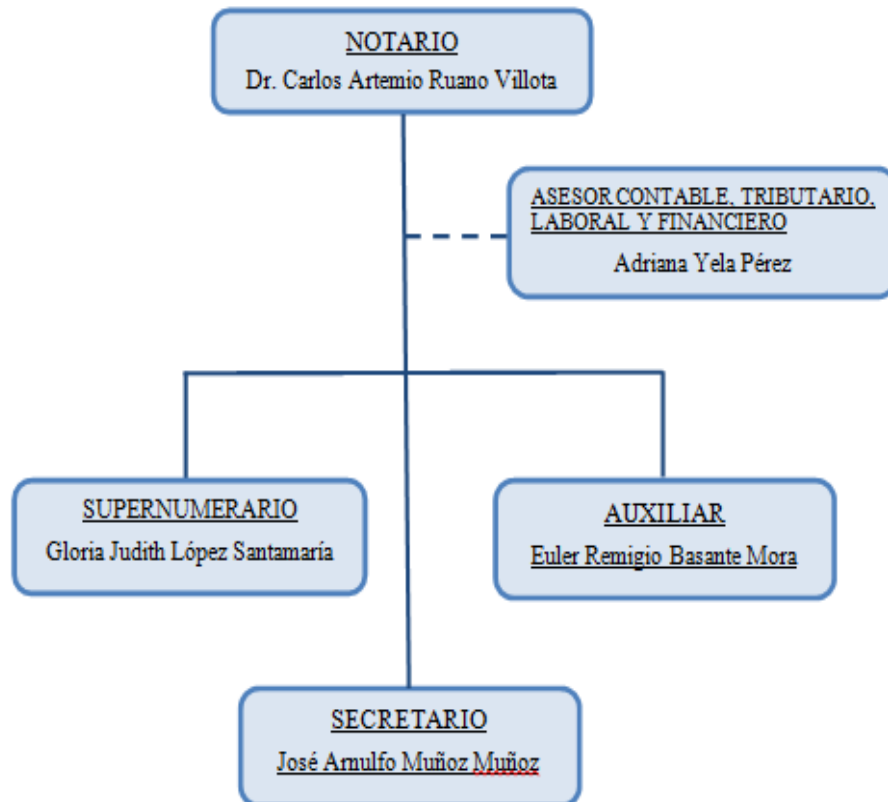 NOTARIO
Dr. Carlos Artemio Ruano Villota
ASESOR CONTABLE, TRIBUTARIO,
LABORAL Y FINANCIERO
Adriana Yela Pérez
SUPERNUMERARIO
Gloria Judith López Santamaría
AUXILIAR
Euler Remigio Basante Mora
SECRETARIO
José Arnulfo Muñoz Muñoz